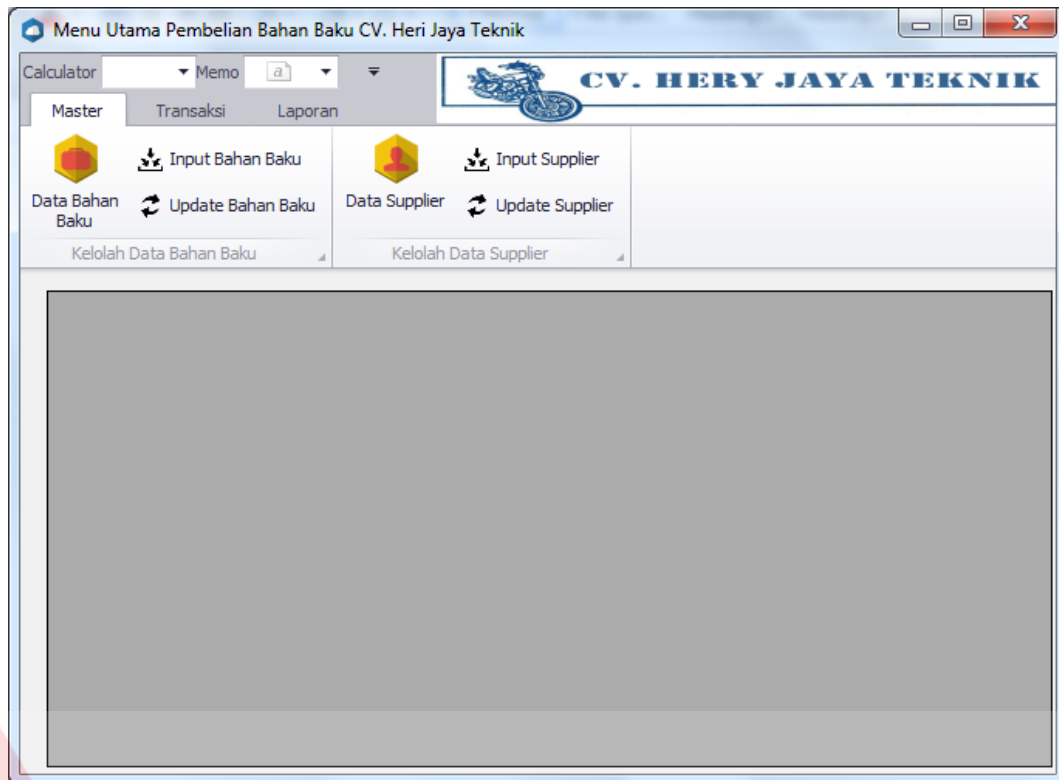 Menu Utama Pembelian Bahan Baku CV. Heri Jaya Teknik
Calculator Memo a
CV. HERY JAYA TEKNIK
Master Transaksi Laporan
Input Bahan Baku Input Supplier
Data Bahan Baku Update Bahan Baku Data Supplier Update Supplier
Kelolah Data Bahan Baku Kelolah Data Supplier